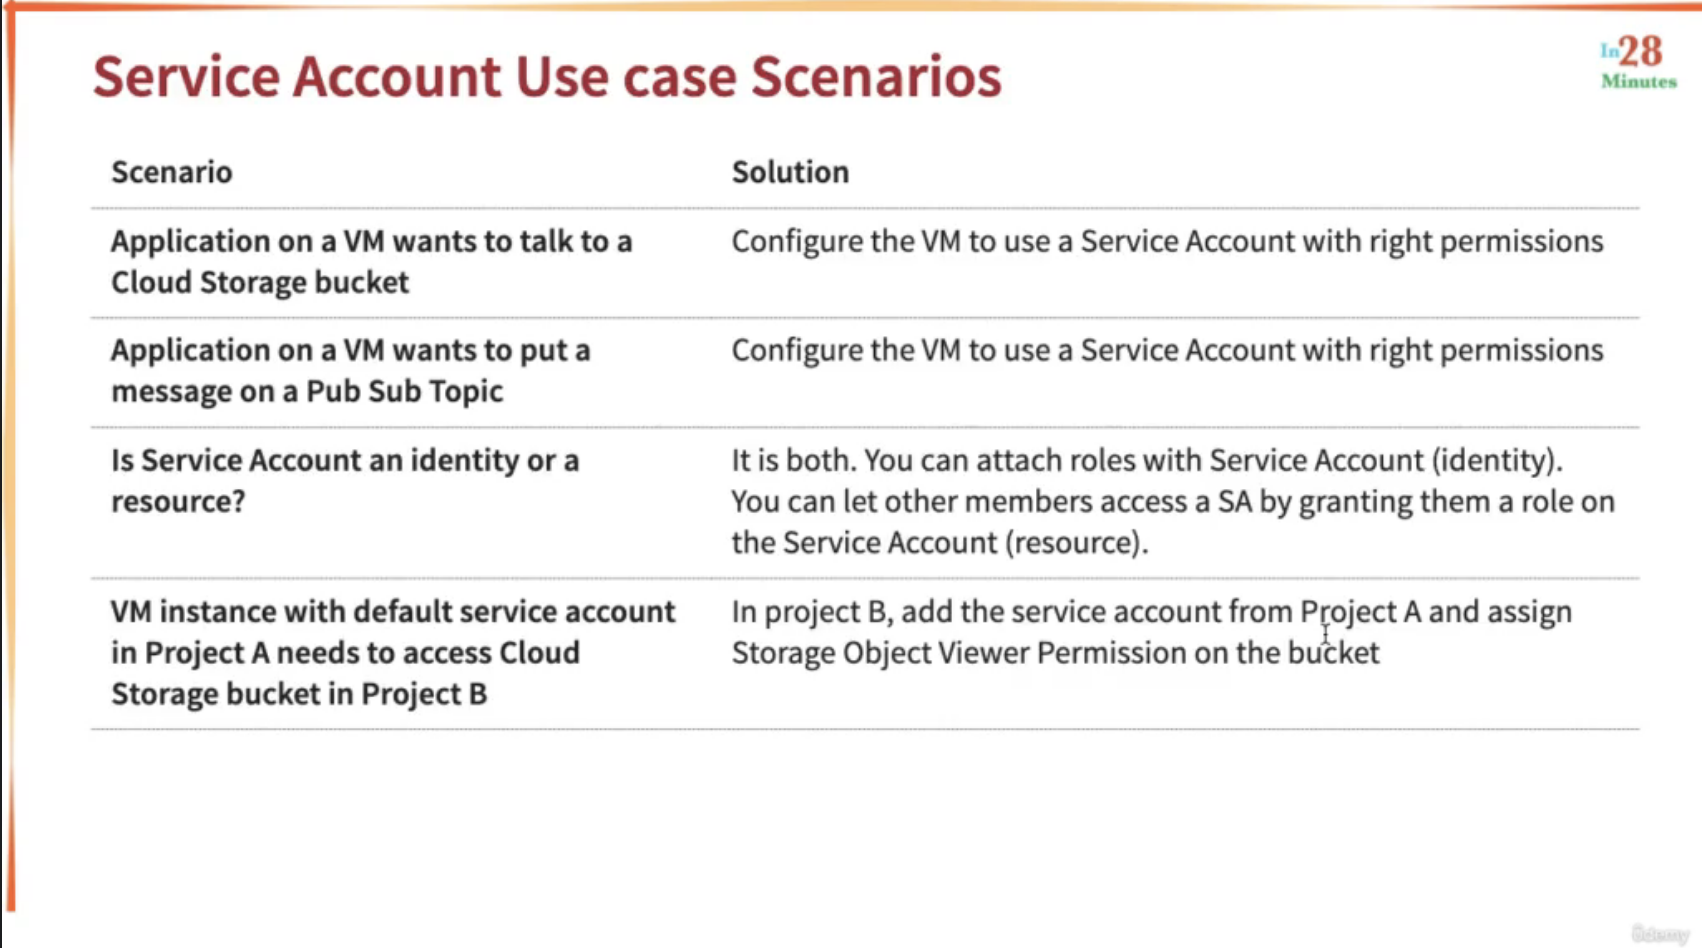 Service Account Use case Scenarios
In28
Minutes
Scenario
Solution
Application on a VM wants to talk to a
Cloud Storage bucket
Configure the VM to use a Service Account with right permissions
Application on a VM wants to put a
message on a Pub Sub Topic
Configure the VM to use a Service Account with right permissions
Is Service Account an identity or a
resource?
It is both. You can attach roles with Service Account (identity).
You can let other members access a SA by granting them a role on
the Service Account (resource).
VM instance with default service account
in Project A needs to access Cloud
Storage bucket in Project B
In project B, add the service account from Project A and assign
Storage Object Viewer Permission on the bucket
ûdemy